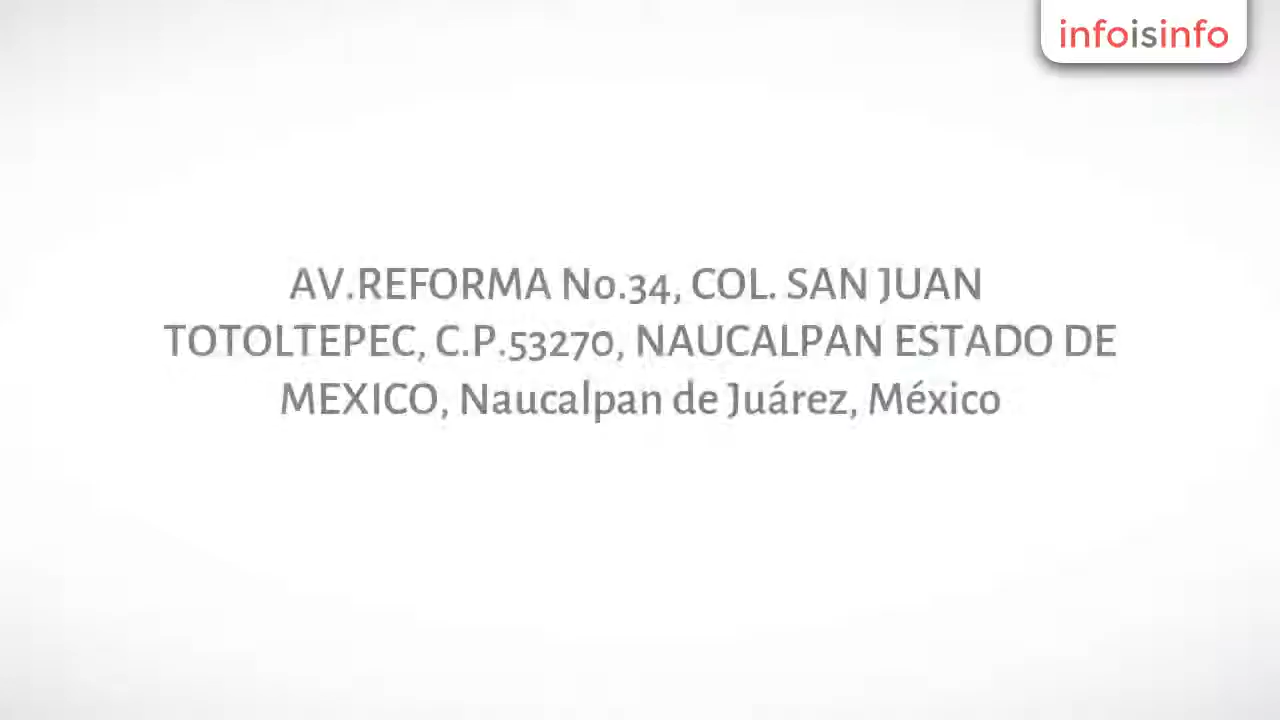 infoisinfo
AV.REFORMA No.34, COL. SAN JUAN
TOTOLTEPEC, C.P.53270, NAUCALPAN ESTADO DE
MEXICO, Naucalpan de Juárez, México